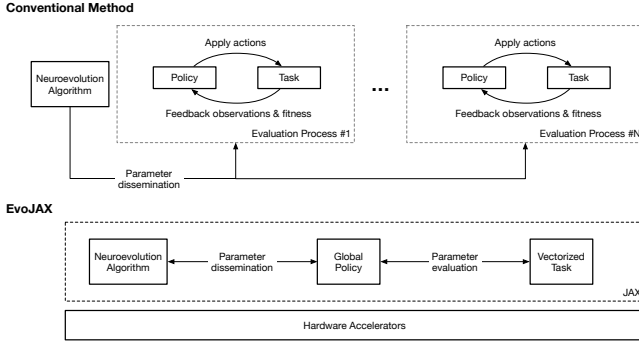 Conventional Method
Neuroevolution
Algorithm
Apply actions
Policy
Task
Feedback observations & fitness
Evaluation Process #1
...
Apply actions
Policy
Task
Feedback observations & fitness
Evaluation Process #N
Parameter
dissemination
EvoJAX
Neuroevolution
Algorithm
Parameter
dissemination
Global
Policy
Parameter
evaluation
Vectorized
Task
JAX
Hardware Accelerators